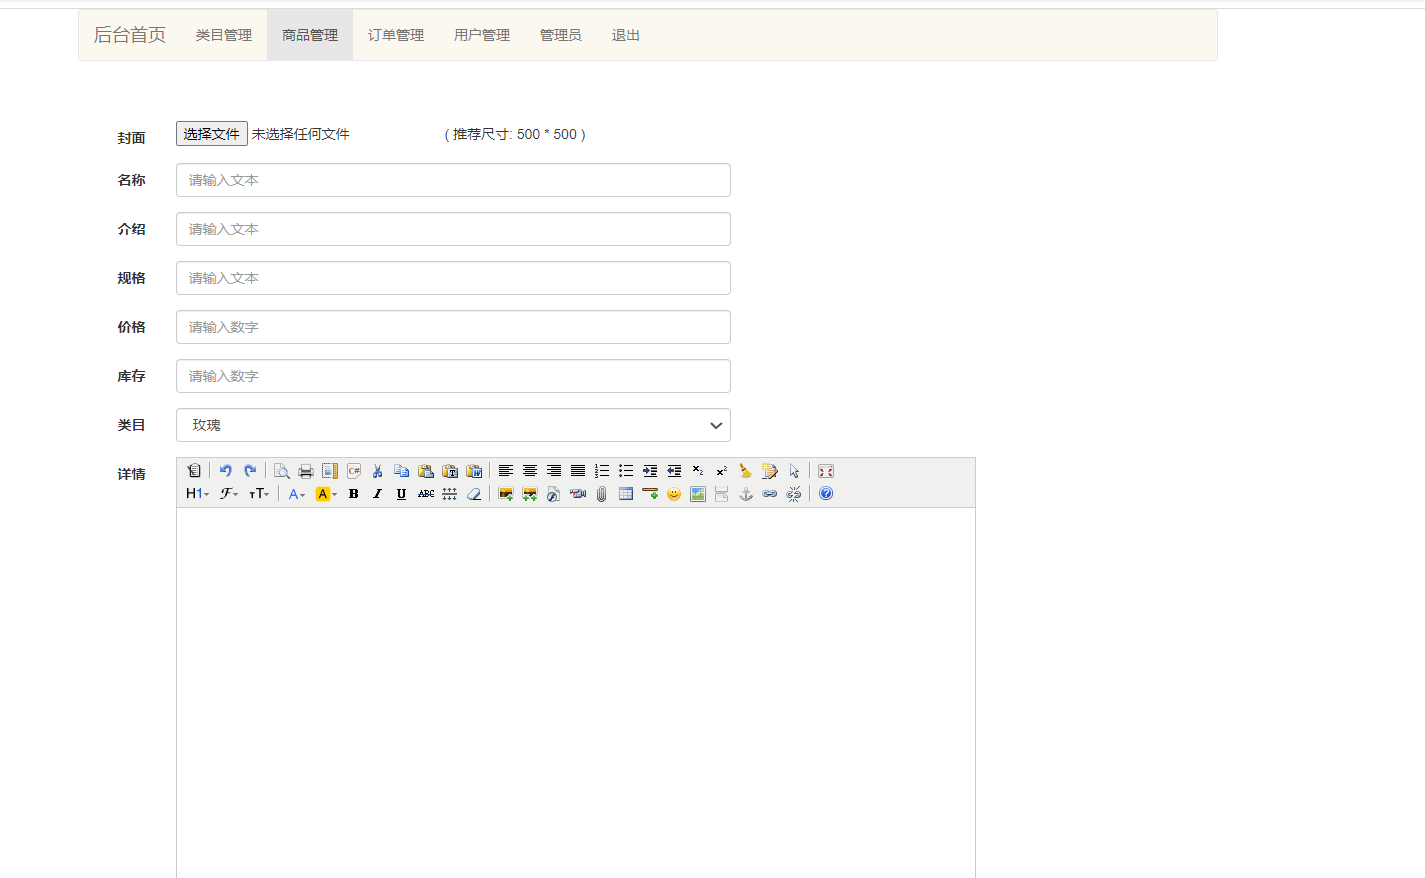 后台首页 类目管理 商品管理 订单管理 用户管理 管理员 退出
封面 选择文件 未选择任何文件 ( 推荐尺寸: 500 * 500 )
名称 请输入文本
介绍 请输入文本
规格 请输入文本
价格 请输入数字
库存 请输入数字
类目 玫瑰
详情
H1 F тT A A B I U ABC